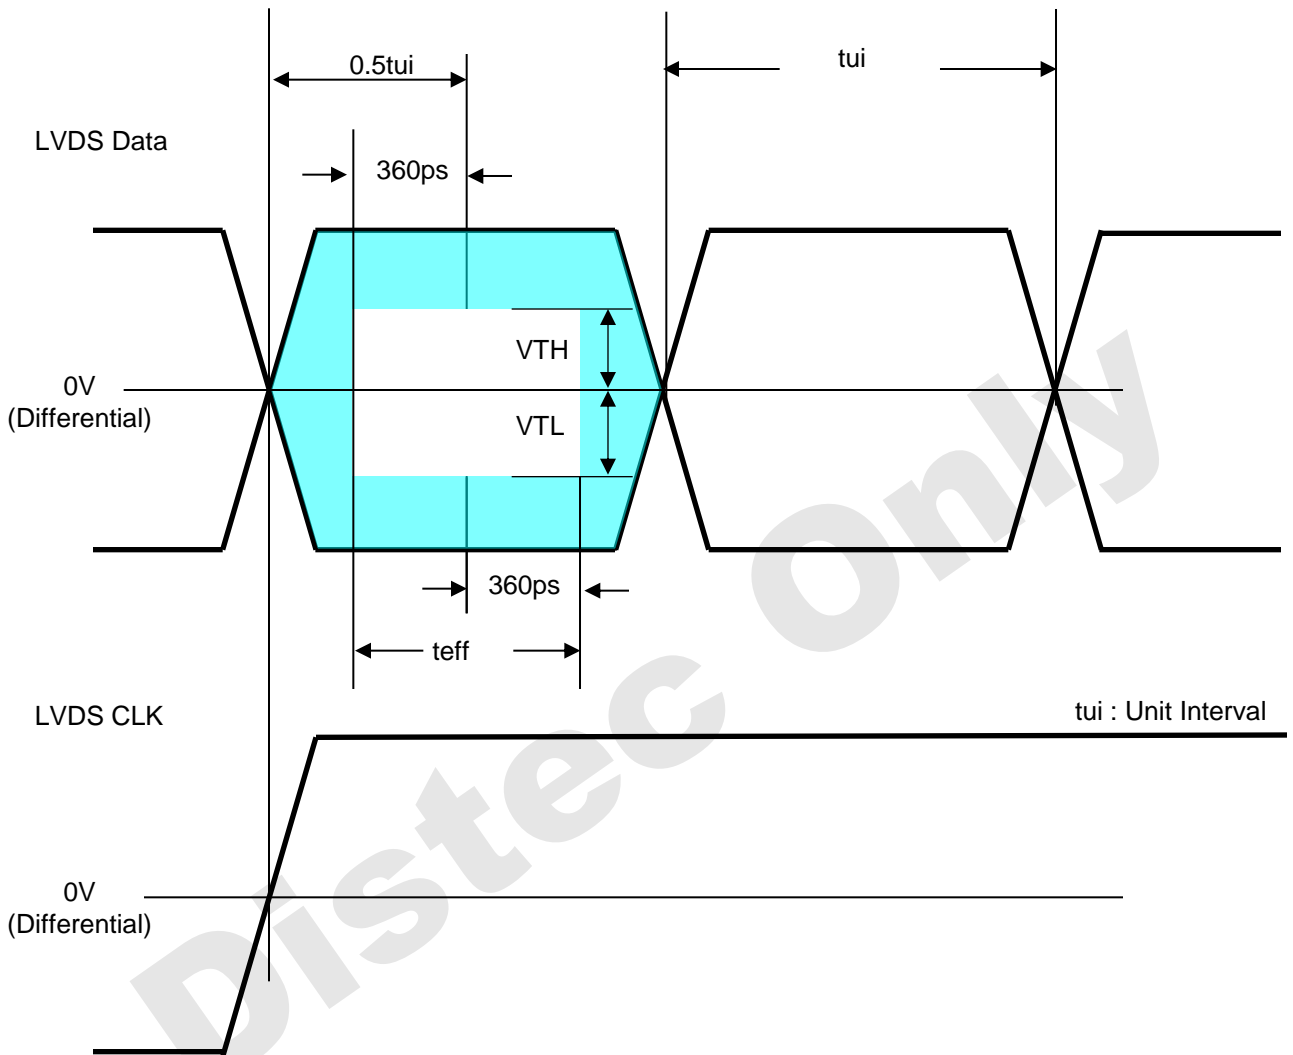 0.5tui
tui
LVDS Data
360ps
VTH
0V
(Differential)
VTL
360ps
teff
LVDS CLK
tui : Unit Interval
0V
(Differential)
Distec Only